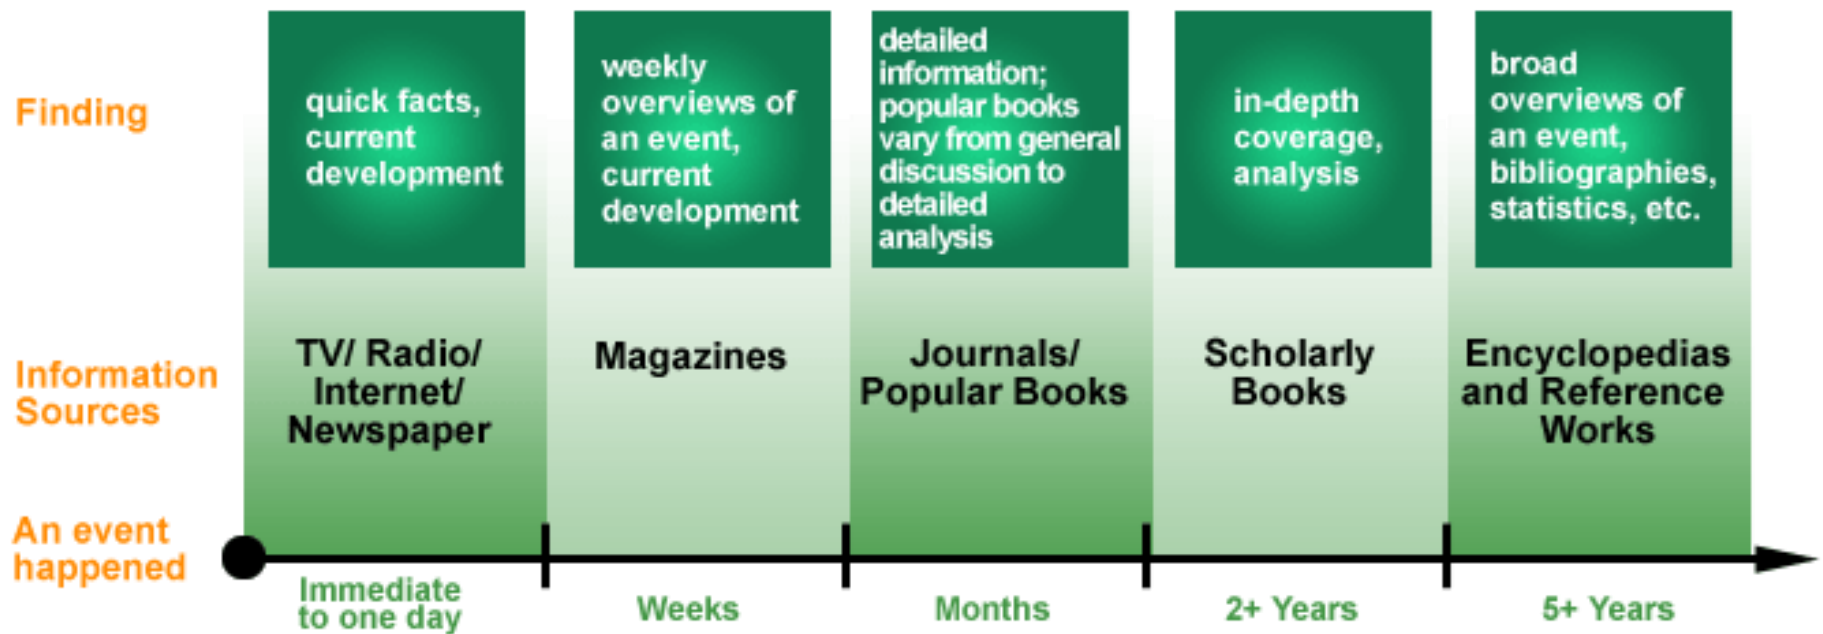 Finding
quick facts,
current
development
weekly
overviews of
an event,
current
development
detailed
information;
popular books
vary from general
discussion to
detailed
analysis
in-depth
coverage,
analysis
broad
overviews of
an event,
bibliographies,
statistics, etc.
Information
Sources
TV/ Radio/
Internet/
Newspaper
Magazines
Journals/
Popular Books
Scholarly
Books
Encyclopedias
and Reference
Works
An event
happened
Immediate
to one day
Weeks
Months
2+ Years
5+ Years